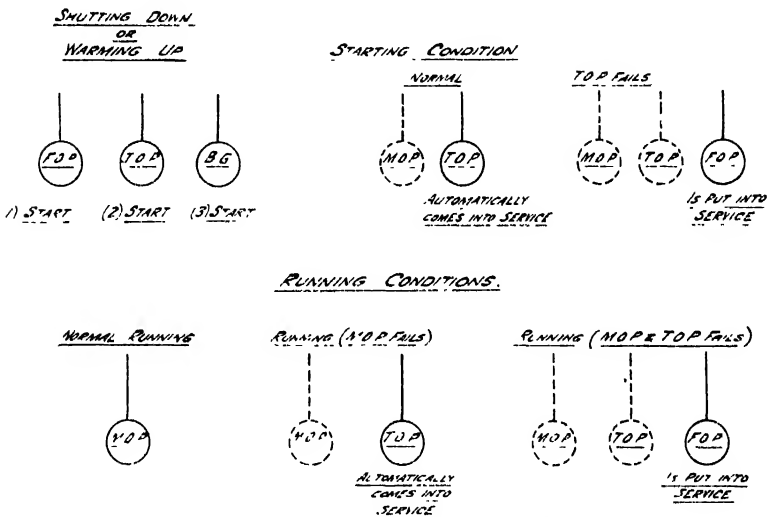 SHUTTING DOWN
OR
WARMING UP
FOP
TOP
BG
1) START
(2) START
(3) START
STARTING CONDITION
NORMAL
MOP
TOP
AUTOMATICALLY
COMES INTO SERVICE
TOP FAILS
MOP
TOP
FOP
IS PUT INTO
SERVICE
RUNNING CONDITIONS.
NORMAL RUNNING
MOP
RUNNING (MOP FAILS)
MOP
TOP
AUTOMATICALLY
COMES INTO
SERVICE
RUNNING (MOP & TOP FAILS)
MOP
TOP
FOP
IS PUT INTO
SERVICE